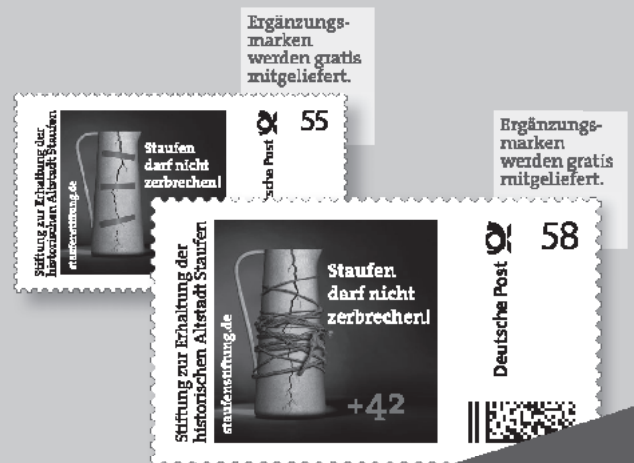 Ergänzungs-
marken
werden gratis
mitgeliefert.
Stiftung zur Erhaltung der
historischen Altstadt Staufen
staufenstiftung.de
Staufen
darf nicht
zerbrechen!
Deutsche Post
55
Ergänzungs-
marken
werden gratis
mitgeliefert.
Stiftung zur Erhaltung der
historischen Altstadt Staufen
staufenstiftung.de
Staufen
darf nicht
zerbrechen!
+42
Deutsche Post
58